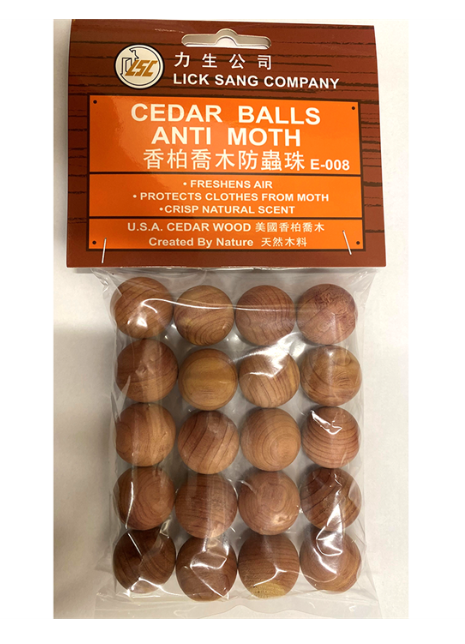 LSC
力生公司
LICK SANG COMPANY
CEDAR BALLS
ANTI MOTH
香柏喬木防蟲珠 E-008
• FRESHENS AIR
• PROTECTS CLOTHES FROM MOTH
•CRISP NATURAL SCENT
U.S.A. CEDAR WOOD 美國香柏喬木
Created By Nature 天然木料